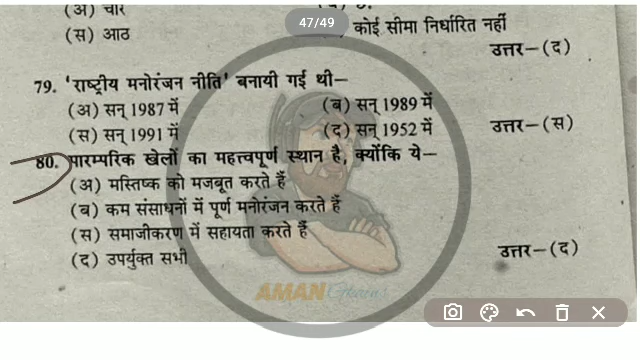 (अ) चार
47/49
(स) आठ
कोई सीमा निर्धारित नहीं
उत्तर–(द)
79. 'राष्ट्रीय मनोरंजन नीति' बनायी गई थी–
(अ) सन् 1987 में (ब) सन् 1989 में
(स) सन् 1991 में (द) सन् 1952 में उत्तर–(स)
80. पारम्परिक खेलों का महत्त्वपूर्ण स्थान है, क्योंकि ये–
(अ) मस्तिष्क को मजबूत करते हैं
(ब) कम संसाधनों में पूर्ण मनोरंजन करते हैं
(स) समाजीकरण में सहायता करते हैं
(द) उपर्युक्त सभी उत्तर–(द)
AMAN